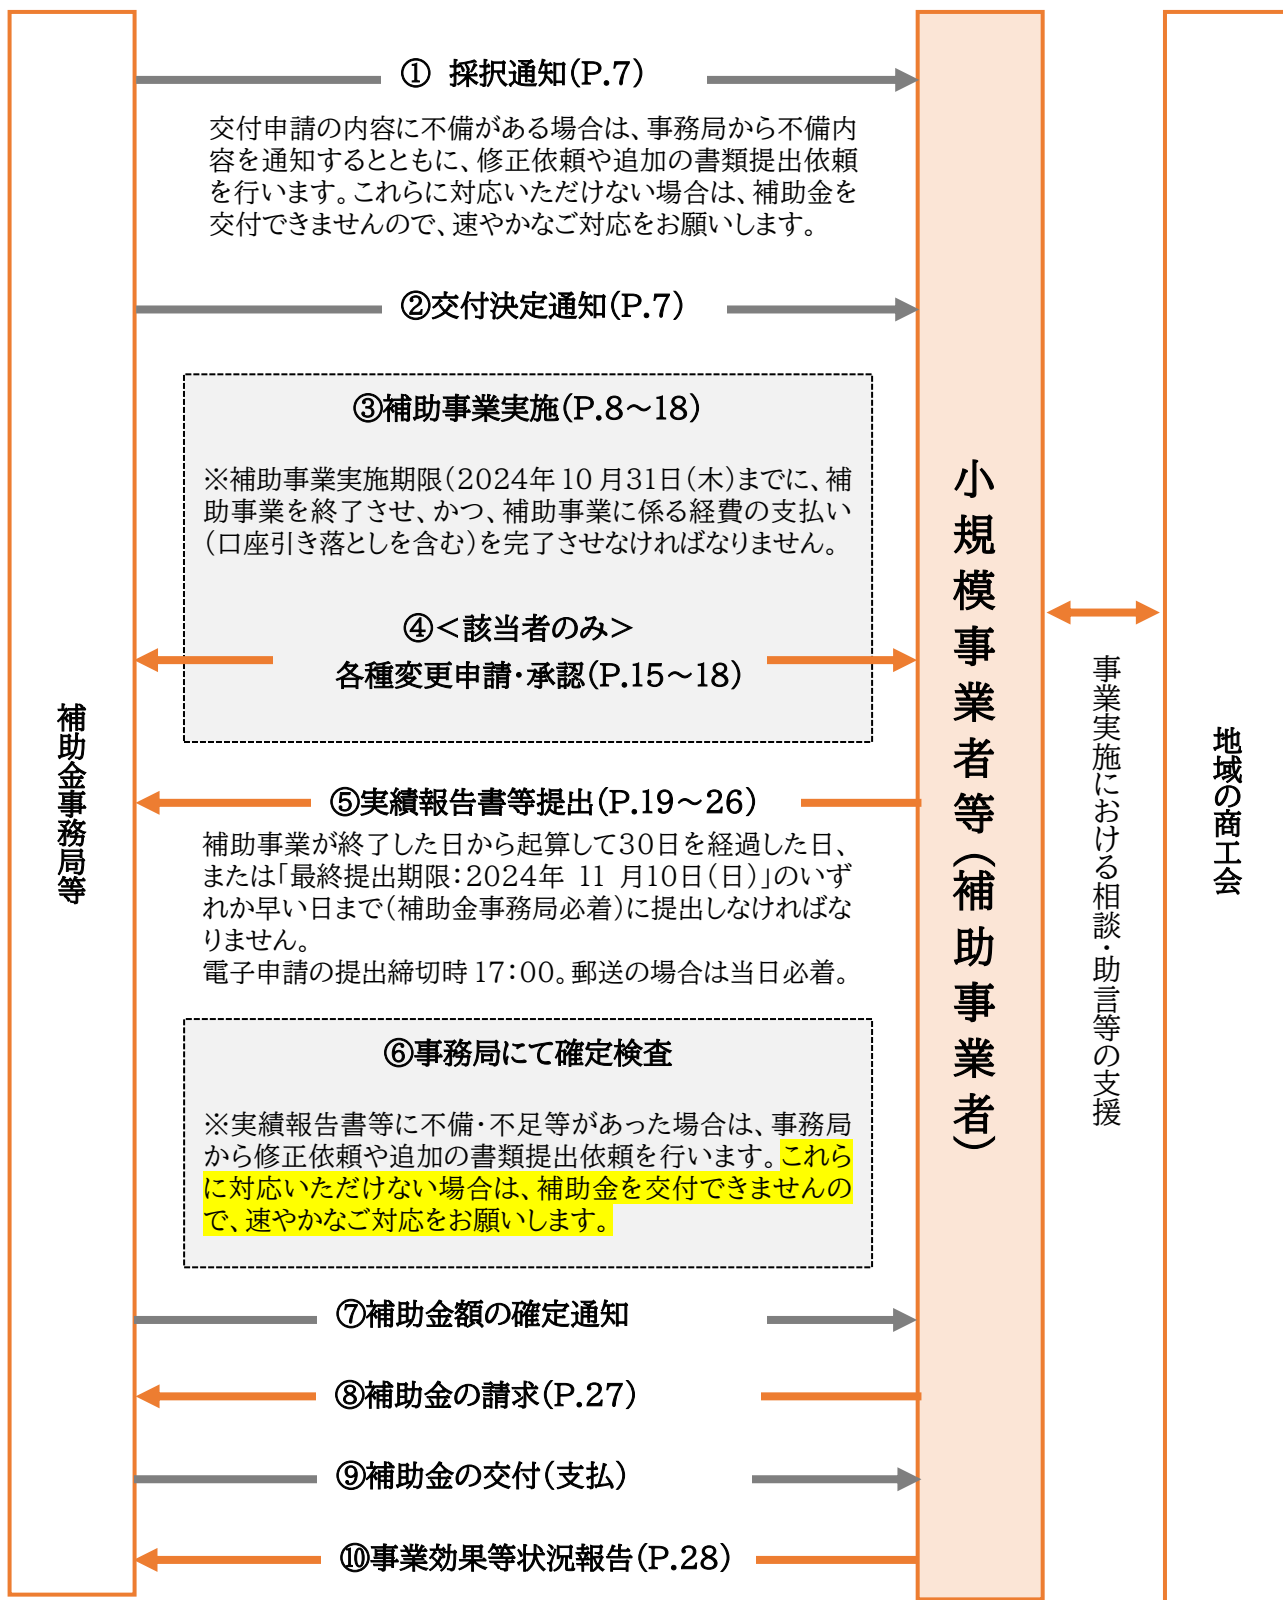 ① 採択通知(P.7)
交付申請の内容に不備がある場合は、事務局から不備内
容を通知するとともに、修正依頼や追加の書類提出依頼
を行います。これらに対応いただけない場合は、補助金を
交付できませんので、速やかなご対応をお願いします。
②交付決定通知(P.7)
③補助事業実施(P.8～18)
※補助事業実施期限(2024年10月31日(木)までに、補
助事業を終了させ、かつ、補助事業に係る経費の支払い
(口座引き落としを含む)を完了させなければなりません。
④＜該当者のみ＞
各種変更申請・承認(P.15～18)
⑤実績報告書等提出(P.19～26)
補助事業が終了した日から起算して30日を経過した日、
または「最終提出期限：2024年 11 月10日(日)」のいず
れか早い日まで(補助金事務局必着)に提出しなければな
りません。
電子申請の提出締切時17：00。郵送の場合は当日必着。
⑥事務局にて確定検査
※実績報告書等に不備・不足等があった場合は、事務局
から修正依頼や追加の書類提出依頼を行います。これら
に対応いただけない場合は、補助金を交付できませんの
で、速やかなご対応をお願いします。
⑦補助金額の確定通知
⑧補助金の請求(P.27)
⑨補助金の交付(支払)
⑩事業効果等状況報告(P.28)
補助金事務局等
小規模事業者等(補助事業者)
事業実施における相談・助言等の支援
地域の商工会